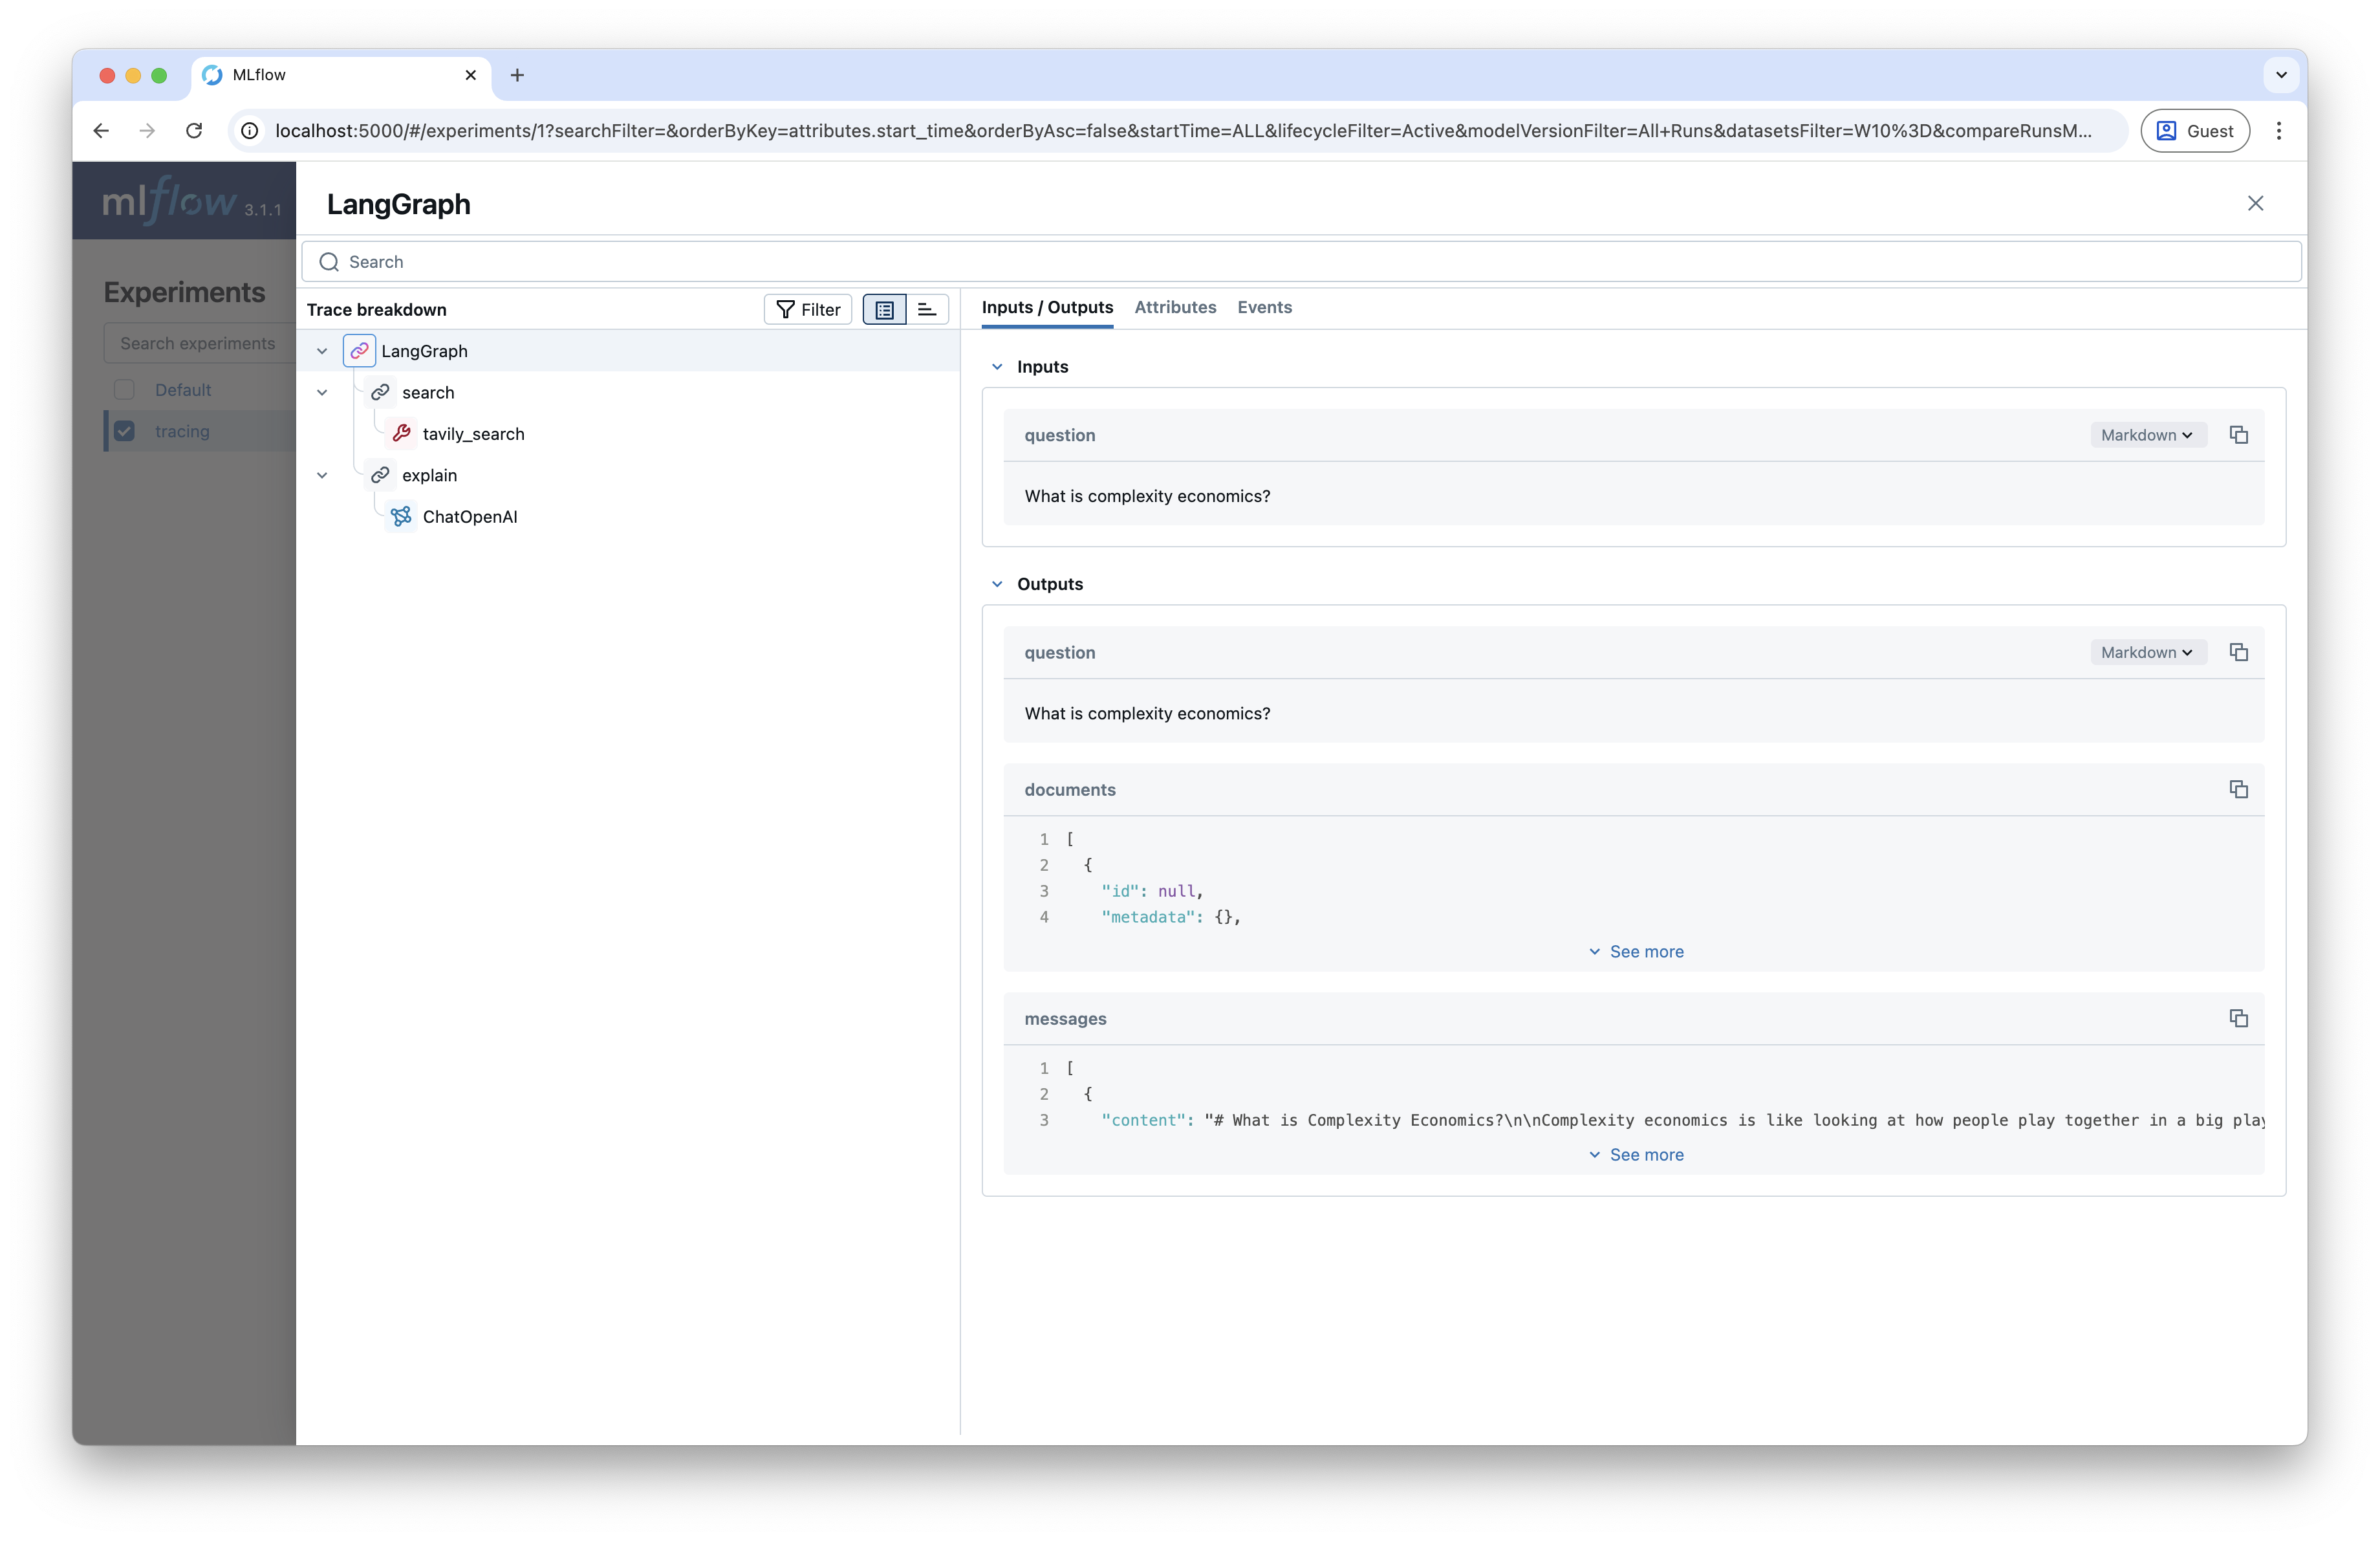 MLflow
localhost:5000/#/experiments/1?searchFilter=&orderByKey=attributes.start_time&orderByAsc=false&startTime=ALL&lifecycleFilter=Active&modelVersionFilter=All+Runs&datasetsFilter=W10%3D&compareRunsM...
Guest
mlflow 3.1.1
LangGraph
Search
Experiments
Search experiments
Default
tracing
Trace breakdown
Filter
LangGraph
search
tavily_search
explain
ChatOpenAI
Inputs / Outputs Attributes Events
Inputs
question Markdown
What is complexity economics?
Outputs
question Markdown
What is complexity economics?
documents
1 [
2 {
3 "id": null,
4 "metadata": {},
See more
messages
1 [
2 {
3 "content": "# What is Complexity Economics?\n\nComplexity economics is like looking at how people play together in a big play
See more